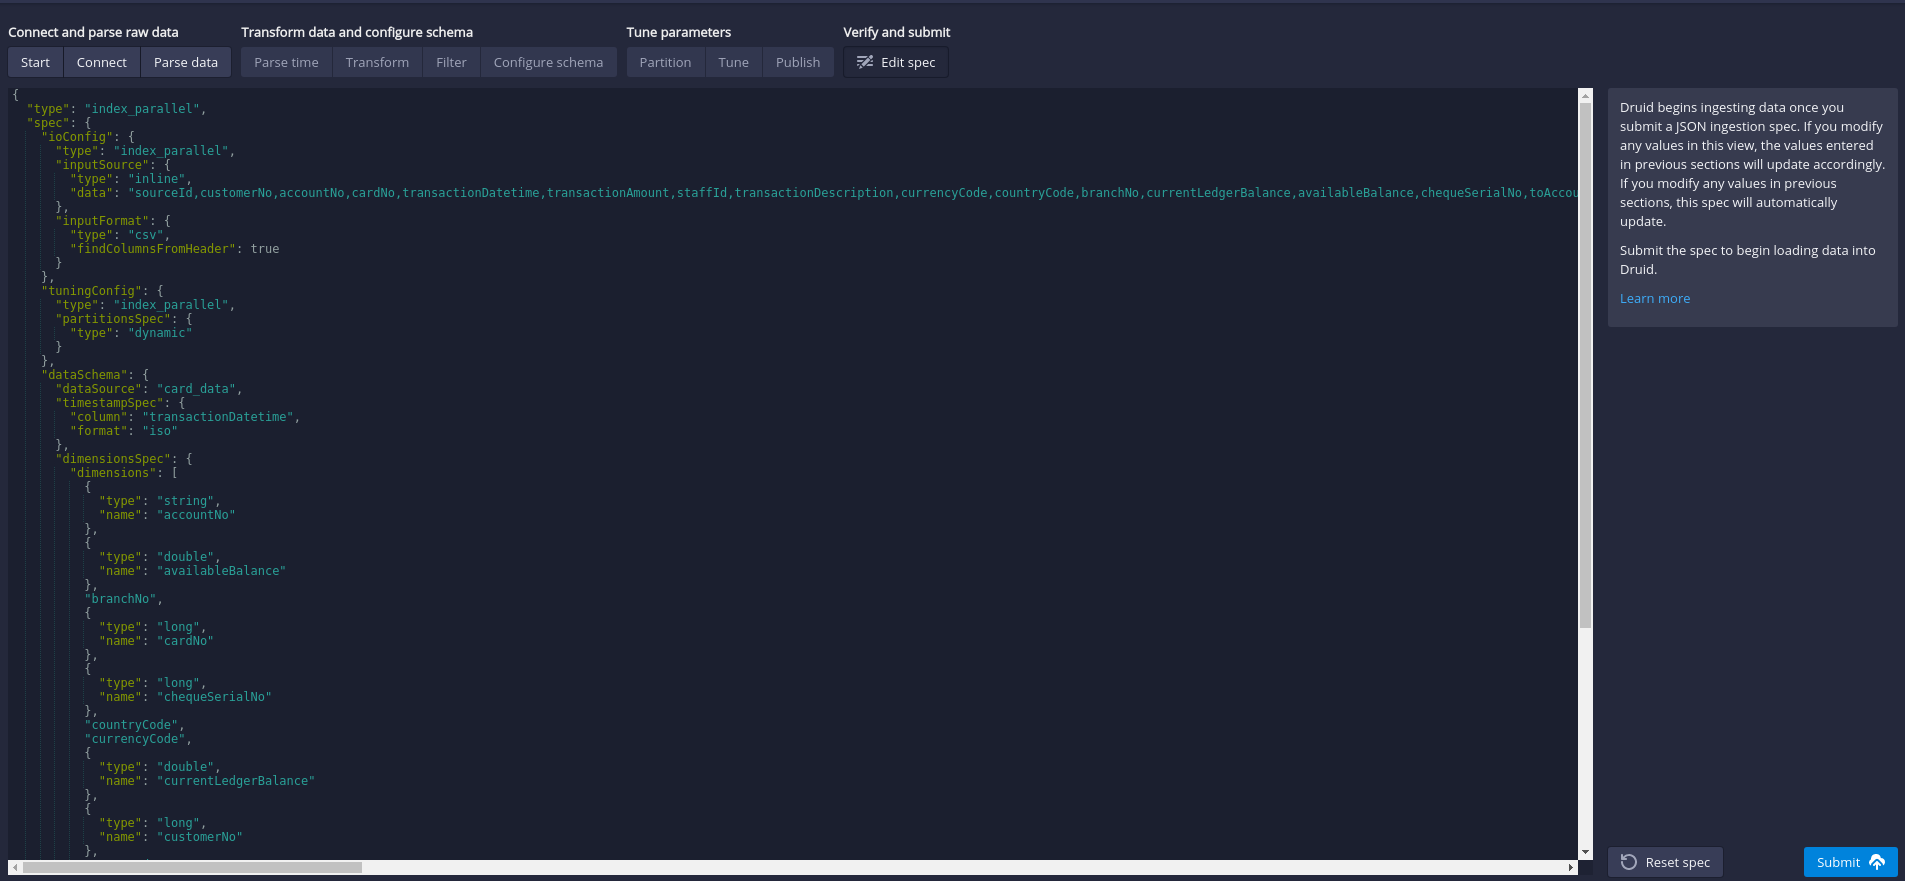 Connect and parse raw data
Transform data and configure schema
Tune parameters
Verify and submit
Start
Connect
Parse data
Parse time
Transform
Filter
Configure schema
Partition
Tune
Publish
Edit spec
{
"type": "index_parallel",
"spec": {
"ioConfig": {
"type": "index_parallel",
"inputSource": {
"type": "inline",
"data": "sourceId,customerNo,accountNo,cardNo,transactionDatetime,transactionAmount,staffId,transactionDescription,currencyCode,countryCode,branchNo,currentLedgerBalance,availableBalance,chequeSerialNo,toAccou
},
"inputFormat": {
"type": "csv",
"findColumnsFromHeader": true
}
},
"tuningConfig": {
"type": "index_parallel",
"partitionsSpec": {
"type": "dynamic"
}
},
"dataSchema": {
"dataSource": "card_data",
"timestampSpec": {
"column": "transactionDatetime",
"format": "iso"
},
"dimensionsSpec": {
"dimensions": [
{
"type": "string",
"name": "accountNo"
},
{
"type": "double",
"name": "availableBalance"
},
"branchNo",
{
"type": "long",
"name": "cardNo"
},
{
"type": "long",
"name": "chequeSerialNo"
},
"countryCode",
"currencyCode",
{
"type": "double",
"name": "currentLedgerBalance"
},
{
"type": "long",
"name": "customerNo"
},
Druid begins ingesting data once you
submit a JSON ingestion spec. If you modify
any values in this view, the values entered
in previous sections will update accordingly.
If you modify any values in previous
sections, this spec will automatically
update.
Submit the spec to begin loading data into
Druid.
Learn more
Reset spec
Submit